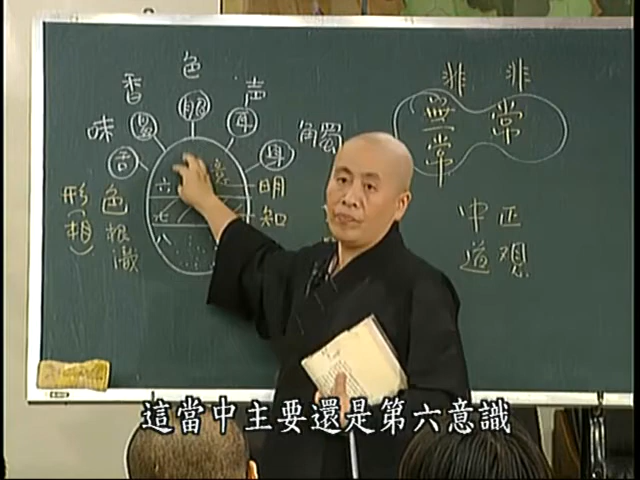 色
香 声
味 鼻 眼 耳 觸
舌 身
六 意
七
八
明知
形(相)
色根
非 非
無常 常
正观
中道
這當中主要還是第六意識